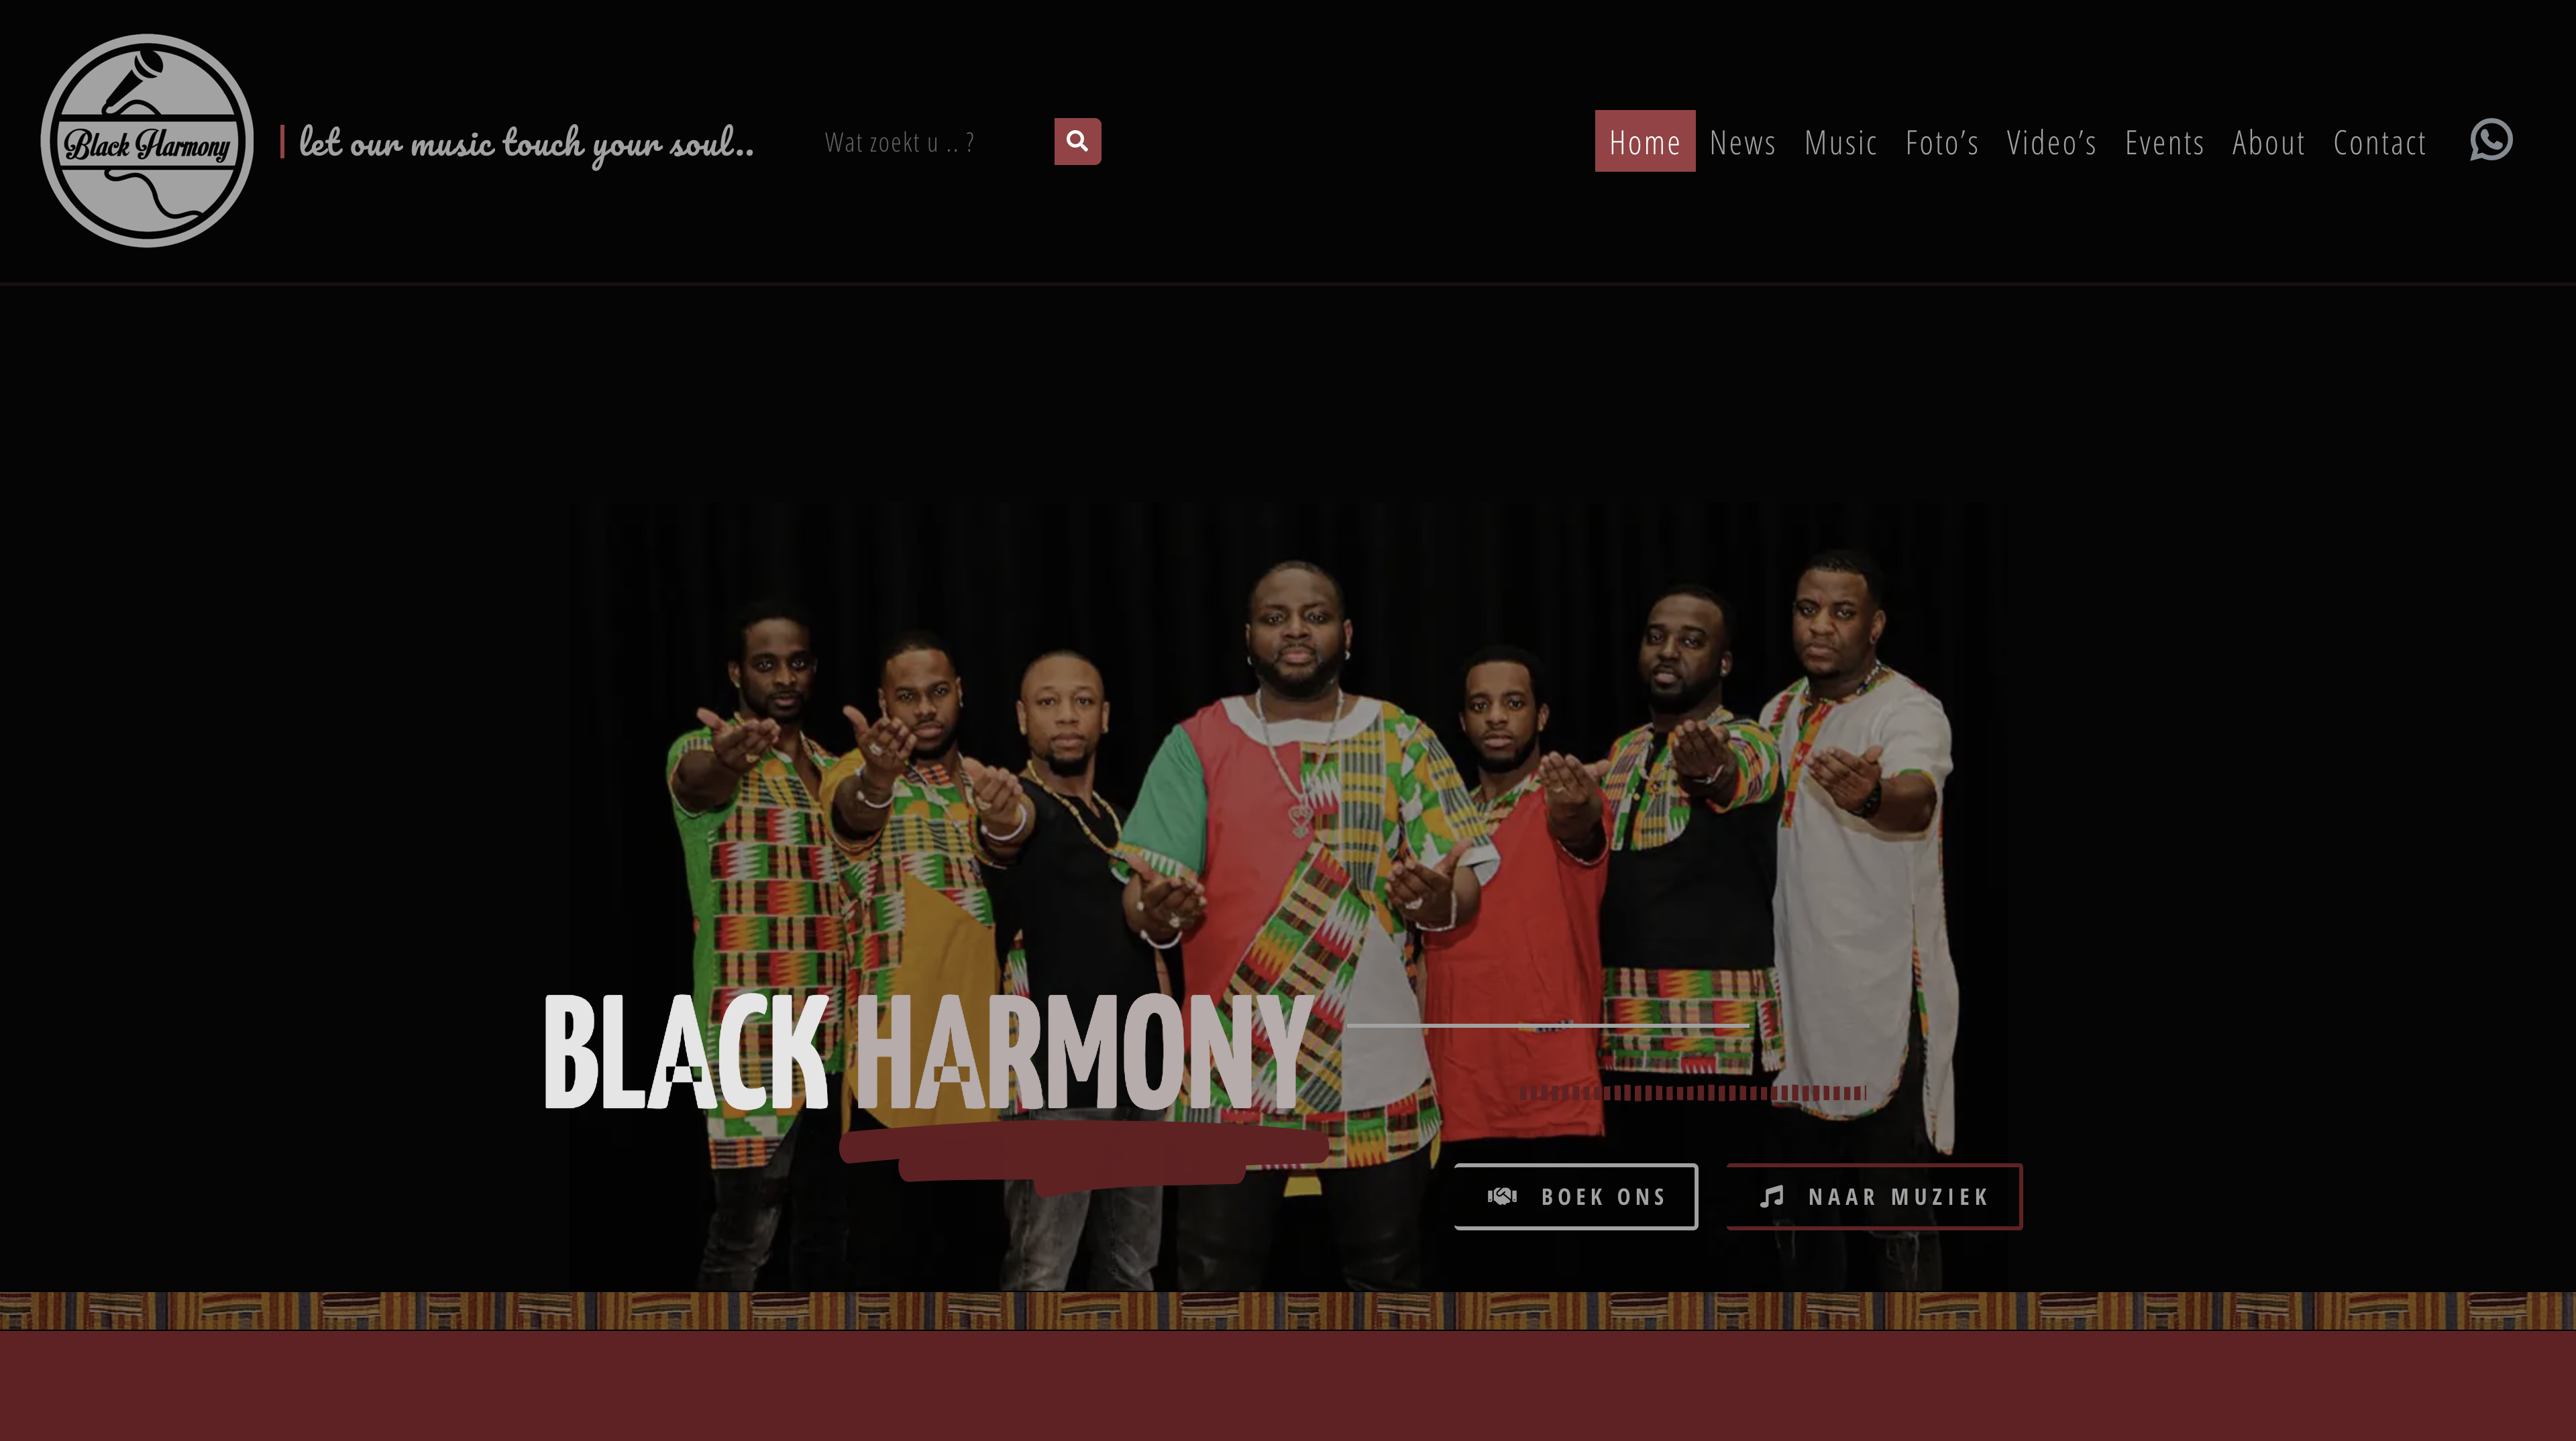 Black Harmony
let our music touch your soul..
Wat zoekt u .. ?
Home News Music Foto’s Video’s Events About Contact
BLACK HARMONY
BOEK ONS
NAAR MUZIEK